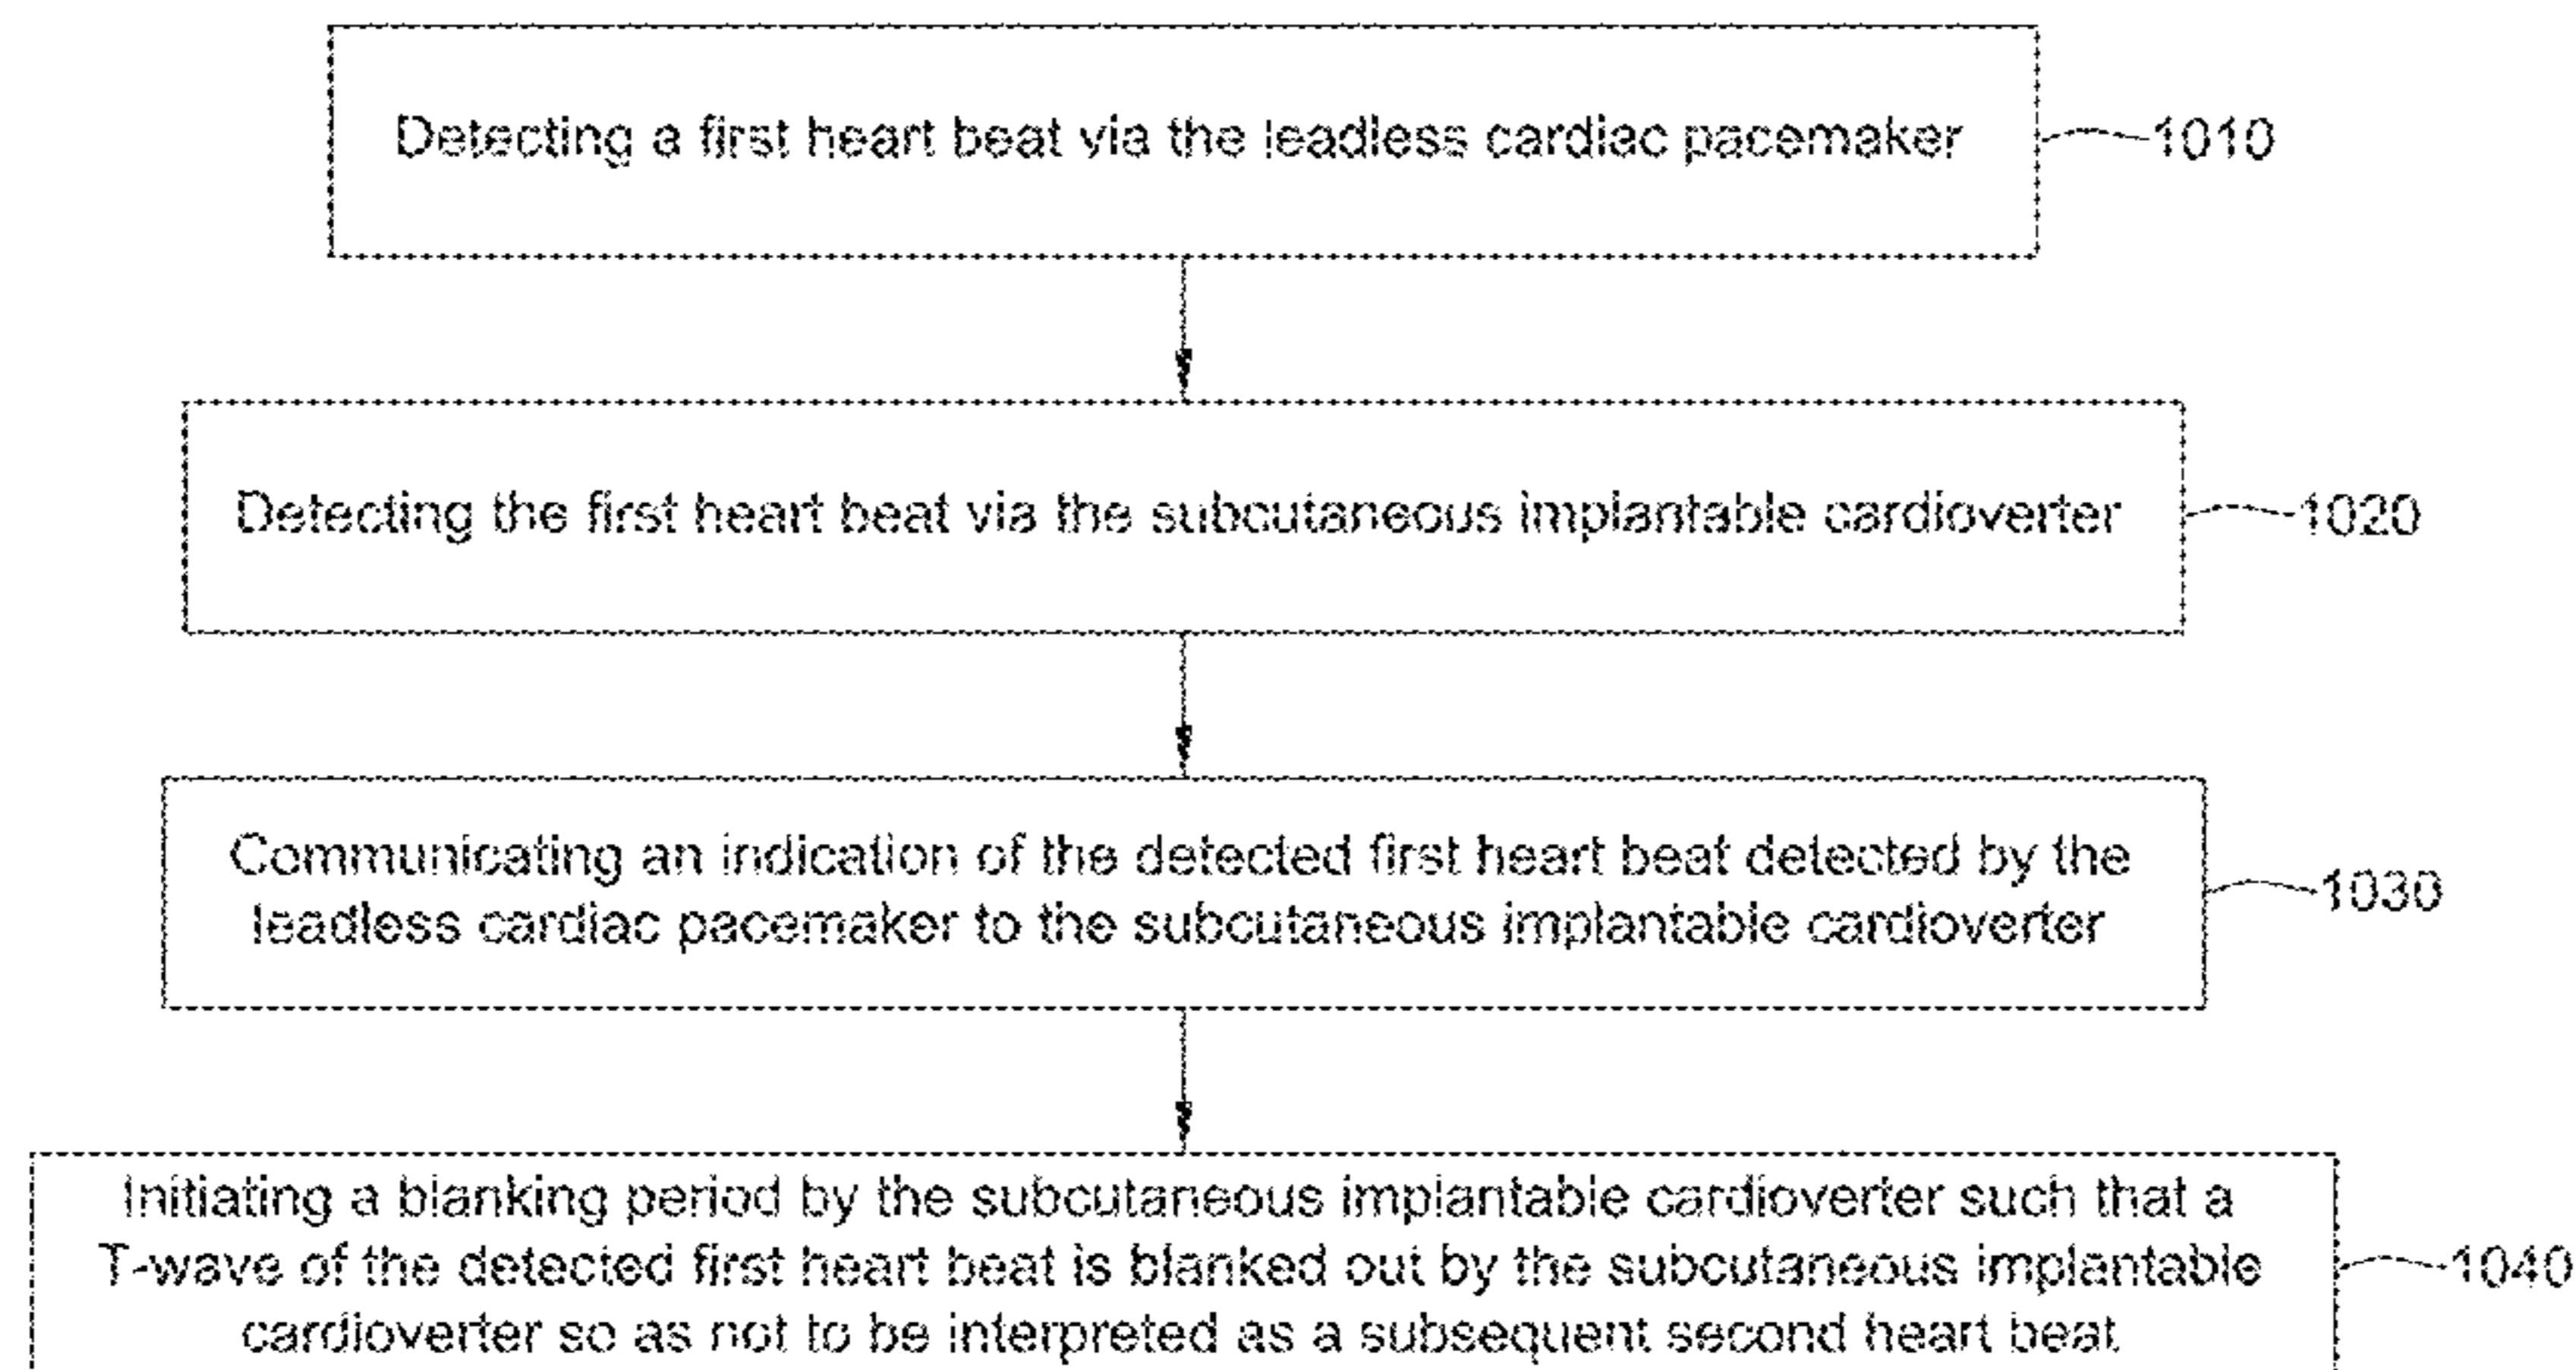 Detecting a first heart beat via the leadless cardiac pacemaker
1010
Detecting the first heart beat via the subcutaneous implantable cardioverter
1020
Communicating an indication of the detected first heart beat detected by the
leadless cardiac pacemaker to the subcutaneous implantable cardioverter
1030
Initiating a blanking period by the subcutaneous implantable cardioverter such that a
T-wave of the detected first heart beat is blanked out by the subcutaneous implantable
cardioverter so as not to be interpreted as a subsequent second heart beat
1040